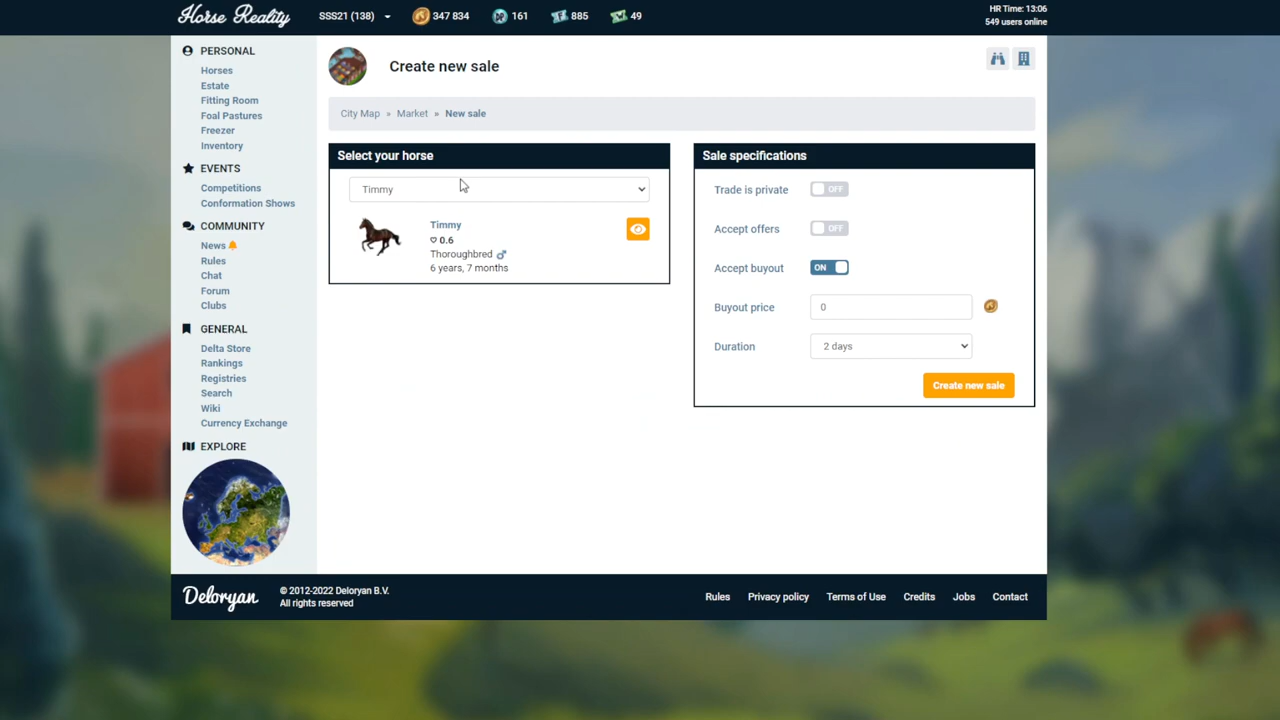 Horse Reality
SSS21 (138)
347 834
161
885
49
HR Time: 13:06
549 users online
PERSONAL
Horses
Estate
Fitting Room
Foal Pastures
Freezer
Inventory
EVENTS
Competitions
Conformation Shows
COMMUNITY
News
Rules
Chat
Forum
Clubs
GENERAL
Delta Store
Rankings
Registries
Search
Wiki
Currency Exchange
EXPLORE
Create new sale
City Map » Market » New sale
Select your horse
Timmy
Timmy
0.6
Thoroughbred
6 years, 7 months
Sale specifications
Trade is private OFF
Accept offers OFF
Accept buyout ON
Buyout price 0
Duration 2 days
Create new sale
Deloryan
© 2012-2022 Deloryan B.V.
All rights reserved
Rules Privacy policy Terms of Use Credits Jobs Contact